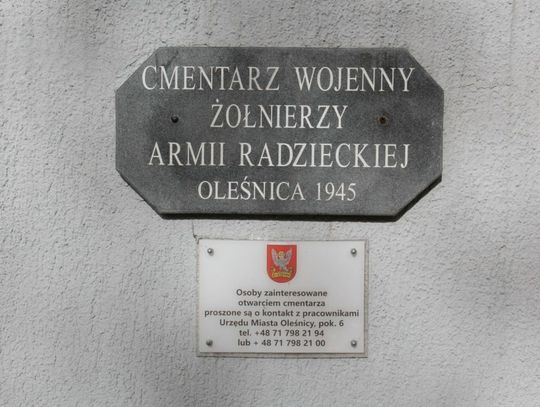 CMENTARZ WOJENNY
ŻOŁNIERZY
ARMII RADZIECKIEJ
OLEŚNICA 1945
Osoby zainteresowane
otwarciem cmentarza
proszone są o kontakt z pracownikami
Urzędu Miasta Oleśnicy, pok. 6
tel. +48 71 798 21 94
lub + 48 71 798 21 00